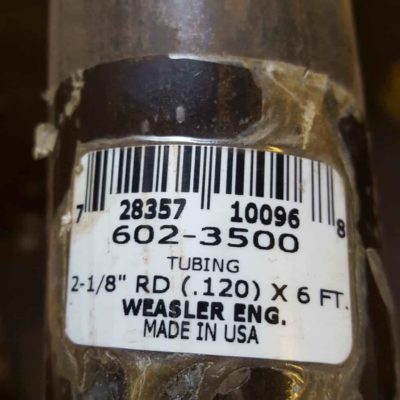 7 28357 10096 8
602-3500
TUBING
2-1/8" RD (.120) X 6 FT.
WEASLER ENG.
MADE IN USA